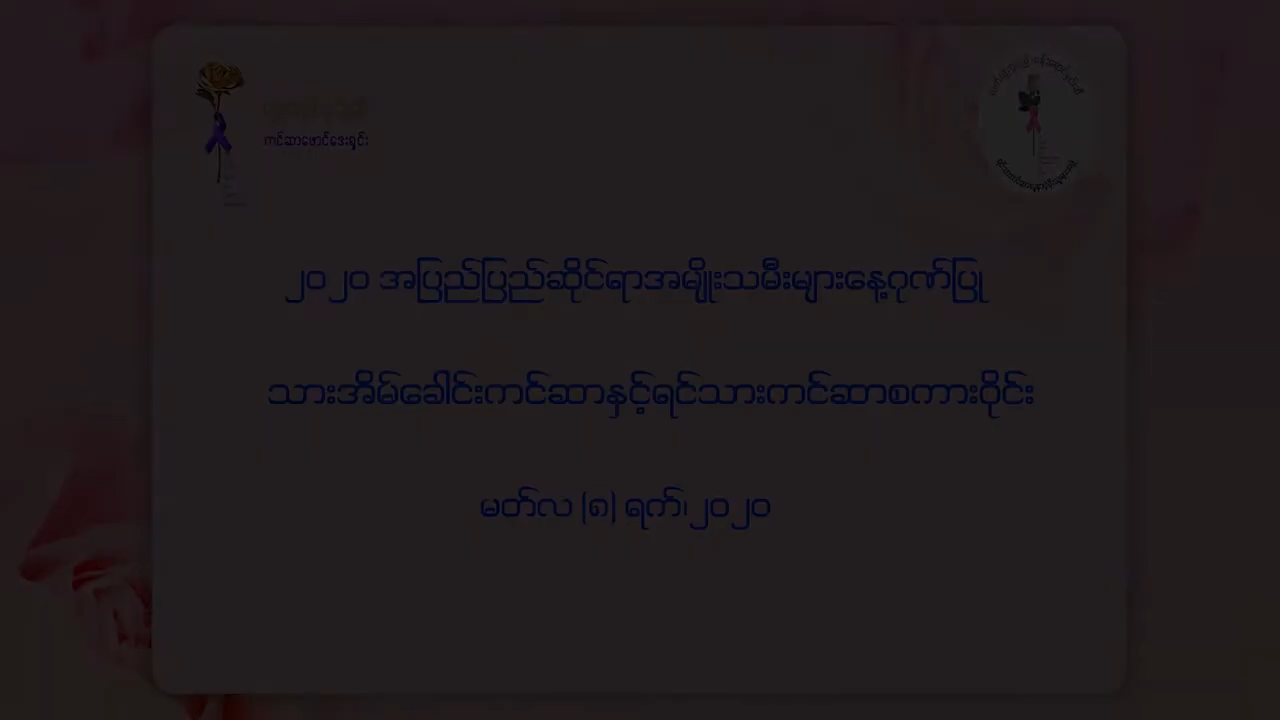 ကင်ဆာဖောင်ဒေးရှင်း
၂၀၂၀ အပြည်ပြည်ဆိုင်ရာအမျိုးသမီးများနေ့ဂုဏ်ပြု
သားအိမ်ခေါင်းကင်ဆာနှင့်ရင်သားကင်ဆာစကားဝိုင်း
မတ်လ (၈) ရက်၊၂၀၂၀